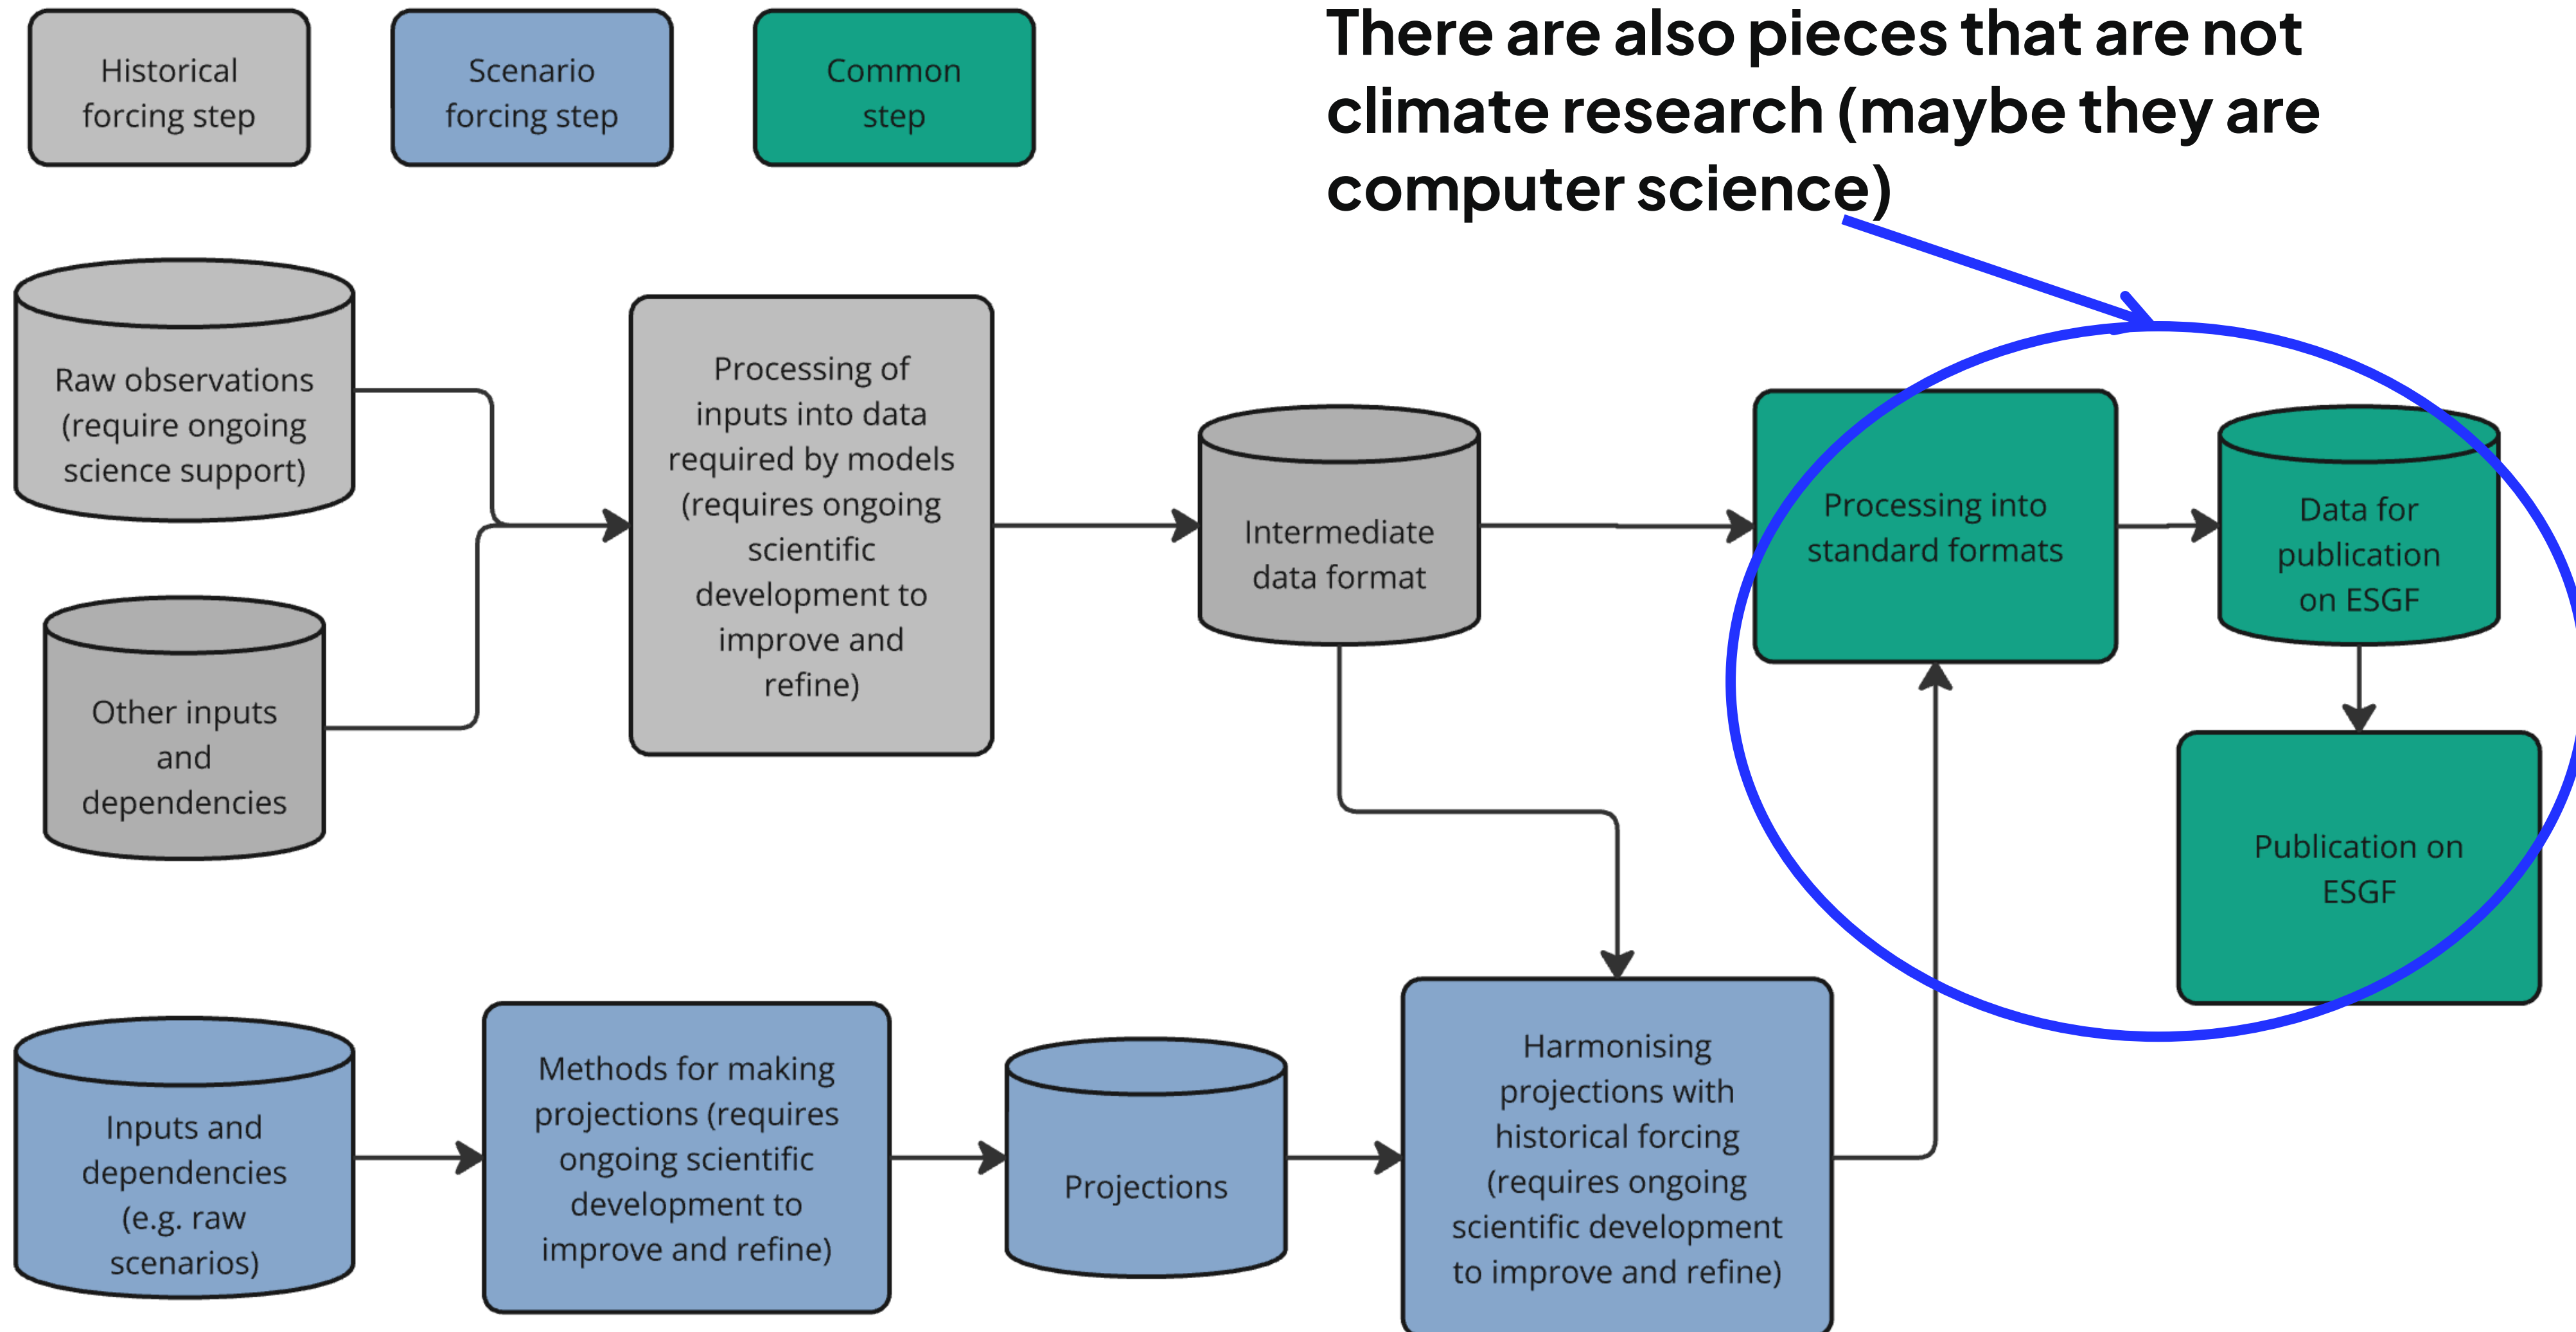 Historical
forcing step
Scenario
forcing step
Common
step
There are also pieces that are not
climate research (maybe they are
computer science)
Raw observations
(require ongoing
science support)
Other inputs
and
dependencies
Processing of
inputs into data
required by models
(requires ongoing
scientific
development to
improve and
refine)
Intermediate
data format
Processing into
standard formats
Data for
publication
on ESGF
Publication on
ESGF
Inputs and
dependencies
(e.g. raw
scenarios)
Methods for making
projections (requires
ongoing scientific
development to
improve and refine)
Projections
Harmonising
projections with
historical forcing
(requires ongoing
scientific development
to improve and refine)